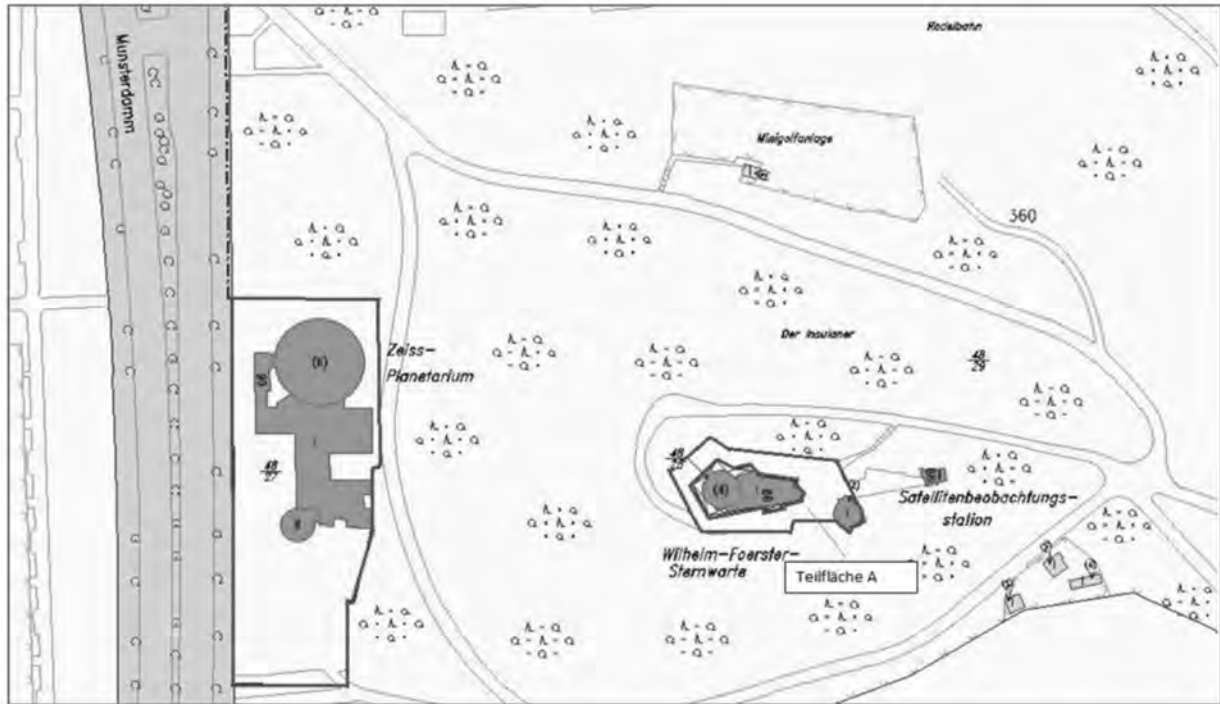 Rodelbahn
Munsterdamm
Minigolfanlage
360
Der Insulaner
48
29
Zeiss-
Planetarium
48
27
Satellitenbeobachtungs-
station
Wilhelm-Foerster-
Sternwarte
Teilfläche A